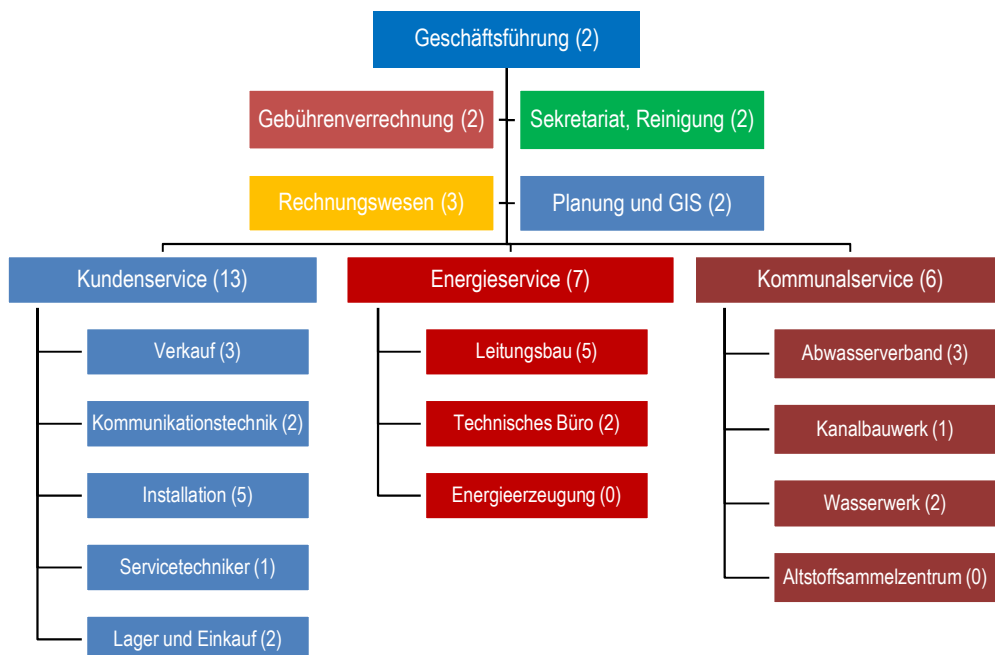 Geschäftsführung (2)
Gebührenverrechnung (2)
Sekretariat, Reinigung (2)
Rechnungswesen (3)
Planung und GIS (2)
Kundenservice (13)
Verkauf (3)
Kommunikationstechnik (2)
Installation (5)
Servicetechniker (1)
Lager und Einkauf (2)
Energieservice (7)
Leitungsbau (5)
Technisches Büro (2)
Energieerzeugung (0)
Kommunalservice (6)
Abwasserverband (3)
Kanalbauwerk (1)
Wasserwerk (2)
Altstoffsammelzentrum (0)